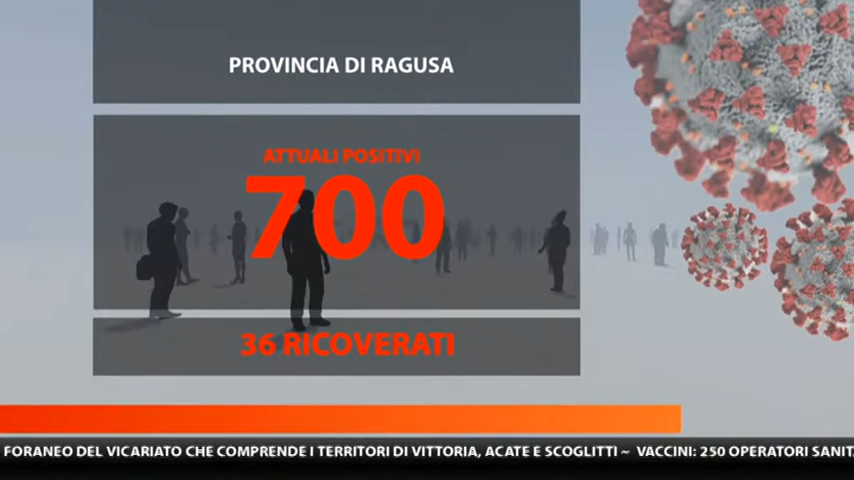 PROVINCIA DI RAGUSA
ATTUALI POSITIVI
700
36 RICOVERATI
FORANEO DEL VICARIATO CHE COMPRENDE I TERRITORI DI VITTORIA, ACATE E SCOGLITTI ~ VACCINI: 250 OPERATORI SANIT